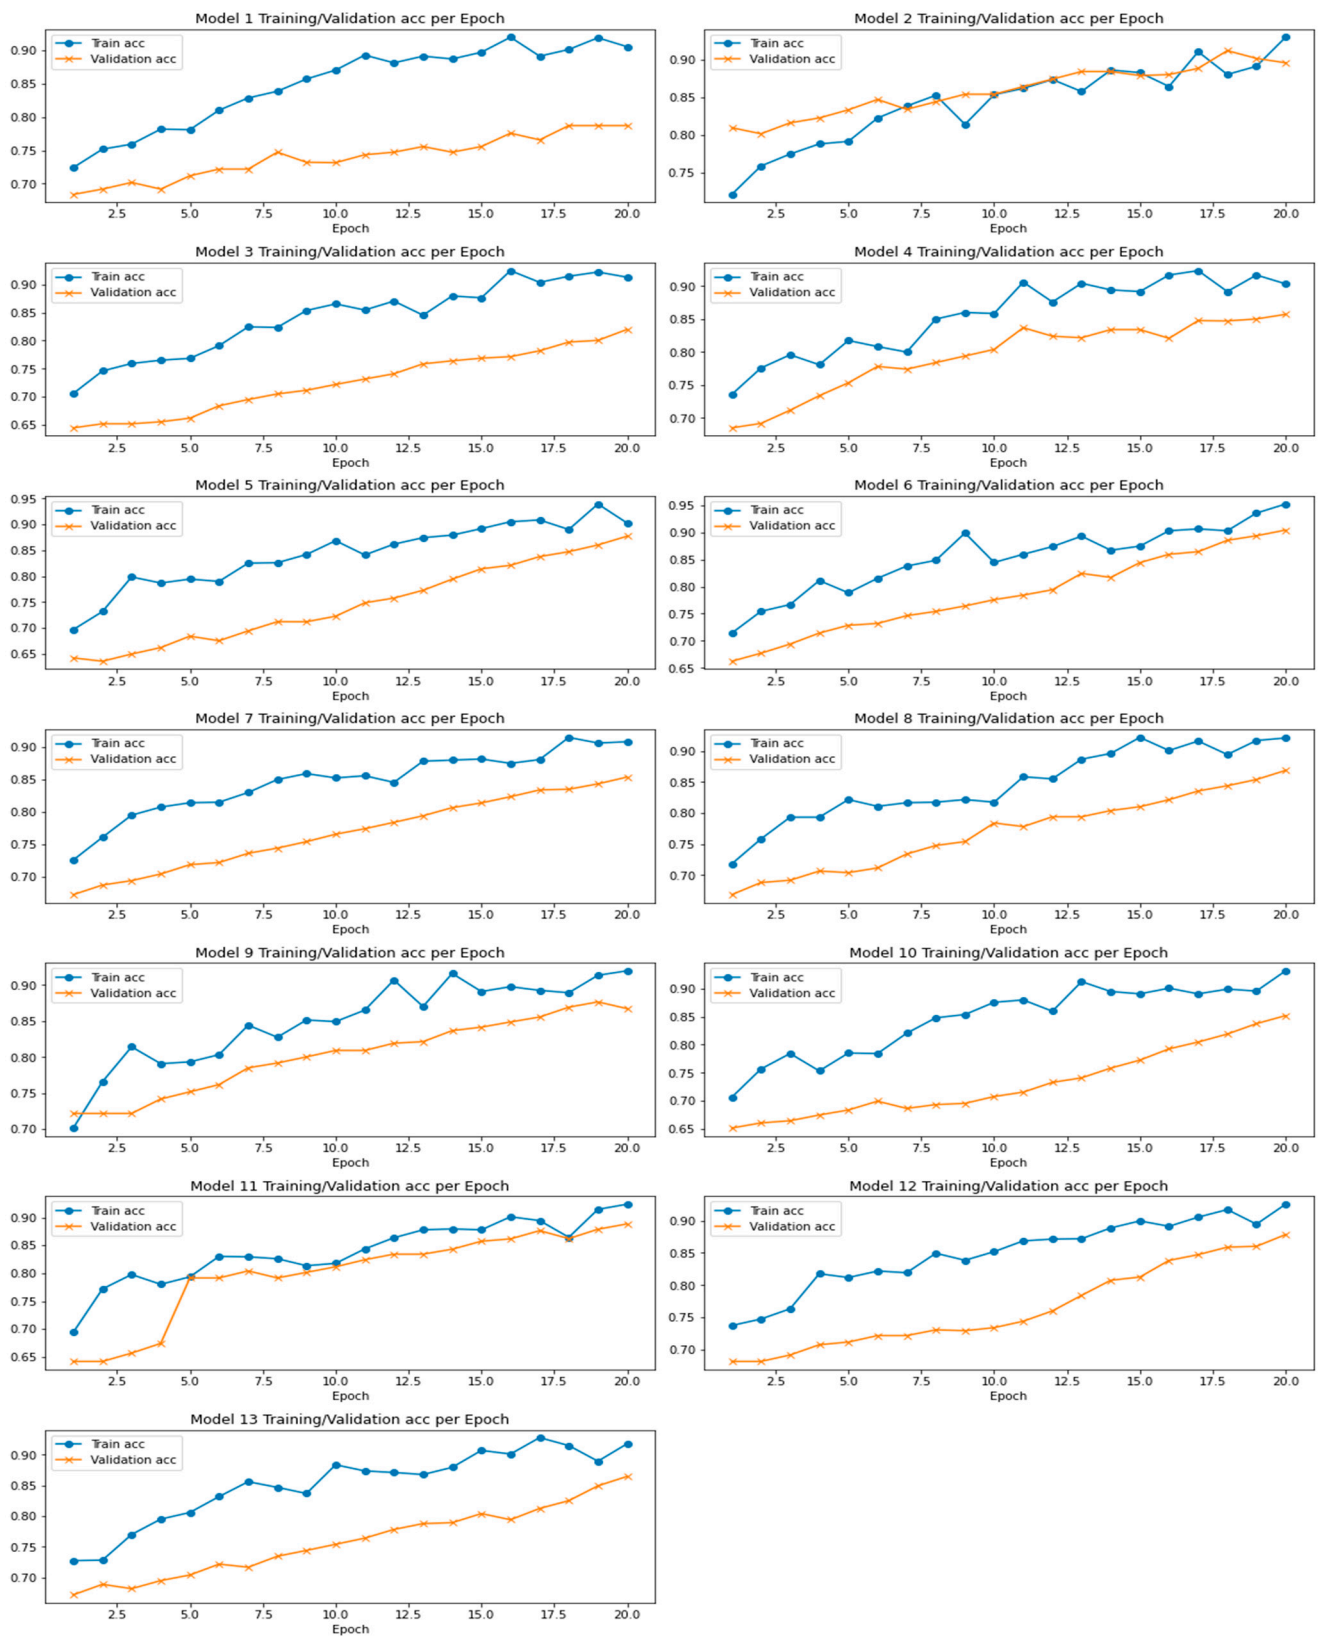 Model 1 Training/Validation acc per Epoch
Train acc
Validation acc
0.90
0.85
0.80
0.75
0.70
2.5 5.0 7.5 10.0 12.5 15.0 17.5 20.0
Epoch
Model 2 Training/Validation acc per Epoch
Train acc
Validation acc
0.90
0.85
0.80
0.75
2.5 5.0 7.5 10.0 12.5 15.0 17.5 20.0
Epoch
Model 3 Training/Validation acc per Epoch
Train acc
Validation acc
0.90
0.85
0.80
0.75
0.70
0.65
2.5 5.0 7.5 10.0 12.5 15.0 17.5 20.0
Epoch
Model 4 Training/Validation acc per Epoch
Train acc
Validation acc
0.90
0.85
0.80
0.75
0.70
2.5 5.0 7.5 10.0 12.5 15.0 17.5 20.0
Epoch
Model 5 Training/Validation acc per Epoch
Train acc
Validation acc
0.95
0.90
0.85
0.80
0.75
0.70
0.65
2.5 5.0 7.5 10.0 12.5 15.0 17.5 20.0
Epoch
Model 6 Training/Validation acc per Epoch
Train acc
Validation acc
0.95
0.90
0.85
0.80
0.75
0.70
0.65
2.5 5.0 7.5 10.0 12.5 15.0 17.5 20.0
Epoch
Model 7 Training/Validation acc per Epoch
Train acc
Validation acc
0.90
0.85
0.80
0.75
0.70
2.5 5.0 7.5 10.0 12.5 15.0 17.5 20.0
Epoch
Model 8 Training/Validation acc per Epoch
Train acc
Validation acc
0.90
0.85
0.80
0.75
0.70
2.5 5.0 7.5 10.0 12.5 15.0 17.5 20.0
Epoch
Model 9 Training/Validation acc per Epoch
Train acc
Validation acc
0.90
0.85
0.80
0.75
0.70
2.5 5.0 7.5 10.0 12.5 15.0 17.5 20.0
Epoch
Model 10 Training/Validation acc per Epoch
Train acc
Validation acc
0.90
0.85
0.80
0.75
0.70
0.65
2.5 5.0 7.5 10.0 12.5 15.0 17.5 20.0
Epoch
Model 11 Training/Validation acc per Epoch
Train acc
Validation acc
0.90
0.85
0.80
0.75
0.70
0.65
2.5 5.0 7.5 10.0 12.5 15.0 17.5 20.0
Epoch
Model 12 Training/Validation acc per Epoch
Train acc
Validation acc
0.90
0.85
0.80
0.75
0.70
2.5 5.0 7.5 10.0 12.5 15.0 17.5 20.0
Epoch
Model 13 Training/Validation acc per Epoch
Train acc
Validation acc
0.90
0.85
0.80
0.75
0.70
2.5 5.0 7.5 10.0 12.5 15.0 17.5 20.0
Epoch